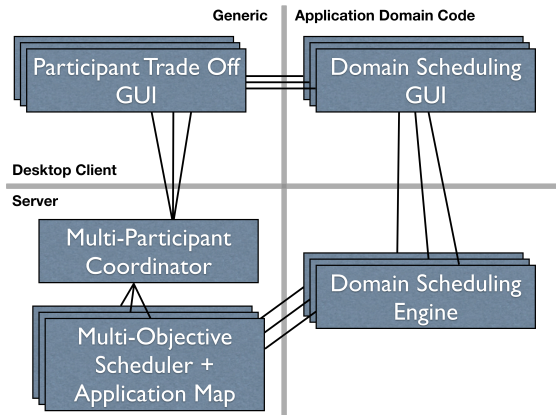 Generic
Application Domain Code
Participant Trade Off
GUI
Domain Scheduling
GUI
Desktop Client
Server
Multi-Participant
Coordinator
Domain Scheduling
Engine
Multi-Objective
Scheduler +
Application Map